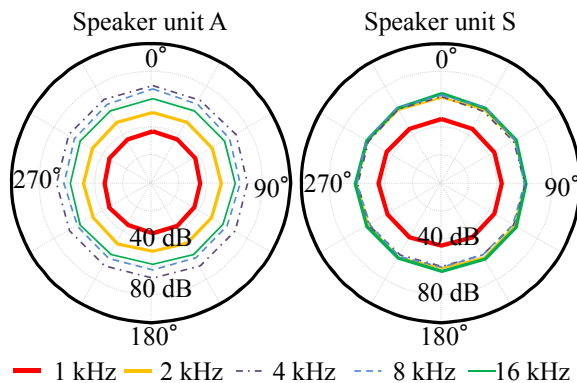 Speaker unit A
Speaker unit S
0°
0°
270°
90°
270°
90°
40 dB
40 dB
80 dB
80 dB
180°
180°
1 kHz
2 kHz
4 kHz
8 kHz
16 kHz